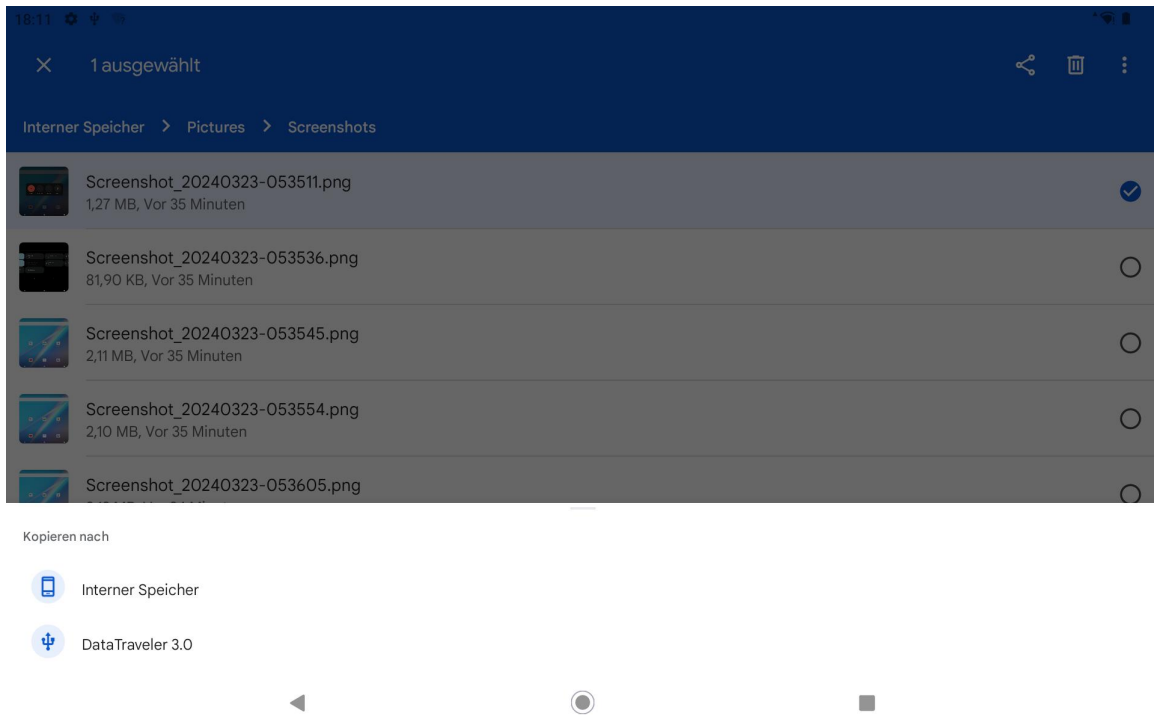 18:11
1 ausgewählt
Interner Speicher > Pictures > Screenshots
Screenshot_20240323-053511.png
1,27 MB, Vor 35 Minuten
Screenshot_20240323-053536.png
81,90 KB, Vor 35 Minuten
Screenshot_20240323-053545.png
2,11 MB, Vor 35 Minuten
Screenshot_20240323-053554.png
2,10 MB, Vor 35 Minuten
Screenshot_20240323-053605.png
Kopieren nach
Interner Speicher
DataTraveler 3.0